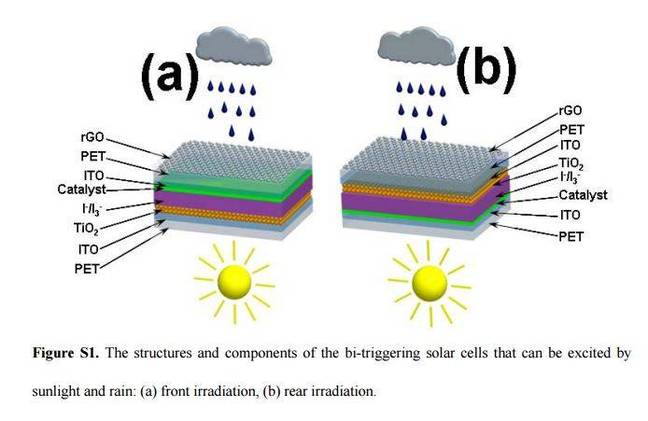 (a)
rGO
PET
ITO
Catalyst
I-/I3-
TiO2
ITO
PET
(b)
rGO
PET
ITO
TiO2
I-/I3-
Catalyst
ITO
PET
Figure S1. The structures and components of the bi-triggering solar cells that can be excited by
sunlight and rain: (a) front irradiation, (b) rear irradiation.